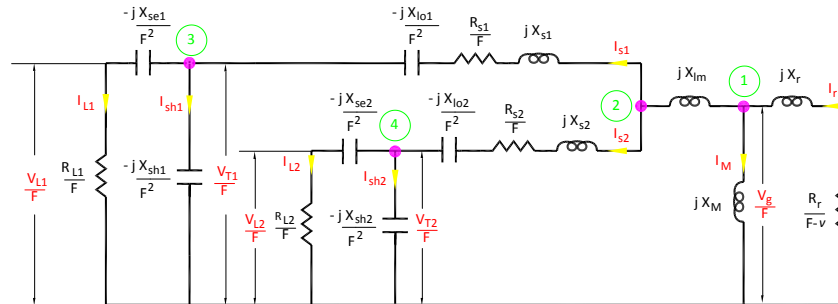 - j X_se1
F^2
3
- j X_lo1
F^2
R_s1
F
j X_s1
I_s1
j X_lm
1
j X_r
I_r
2
I_L1
I_sh1
- j X_se2
F^2
4
- j X_lo2
F^2
R_s2
F
j X_s2
I_s2
V_L1
F
R_L1
F
- j X_sh1
F^2
V_T1
F
I_L2
I_sh2
I_M
V_L2
F
R_L2
F
- j X_sh2
F^2
V_T2
F
j X_M
V_g
F
R_r
F-v